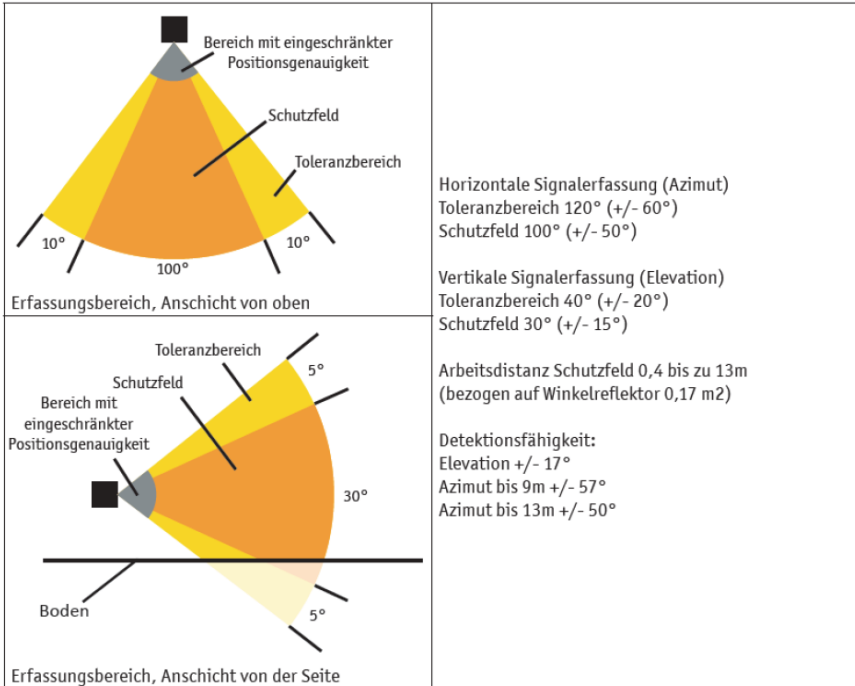 Bereich mit eingeschränkter
Positionsgenauigkeit
Schutzfeld
Toleranzbereich
10°
100°
10°
Erfassungsbereich, Anschicht von oben
Toleranzbereich
Schutzfeld
Bereich mit
eingeschränkter
Positionsgenauigkeit
5°
30°
5°
Boden
Erfassungsbereich, Anschicht von der Seite
Horizontale Signalerfassung (Azimut)
Toleranzbereich 120° (+/- 60°)
Schutzfeld 100° (+/- 50°)
Vertikale Signalerfassung (Elevation)
Toleranzbereich 40° (+/- 20°)
Schutzfeld 30° (+/- 15°)
Arbeitsdistanz Schutzfeld 0,4 bis zu 13m
(bezogen auf Winkelreflektor 0,17 m2)
Detektionsfähigkeit:
Elevation +/- 17°
Azimut bis 9m +/- 57°
Azimut bis 13m +/- 50°